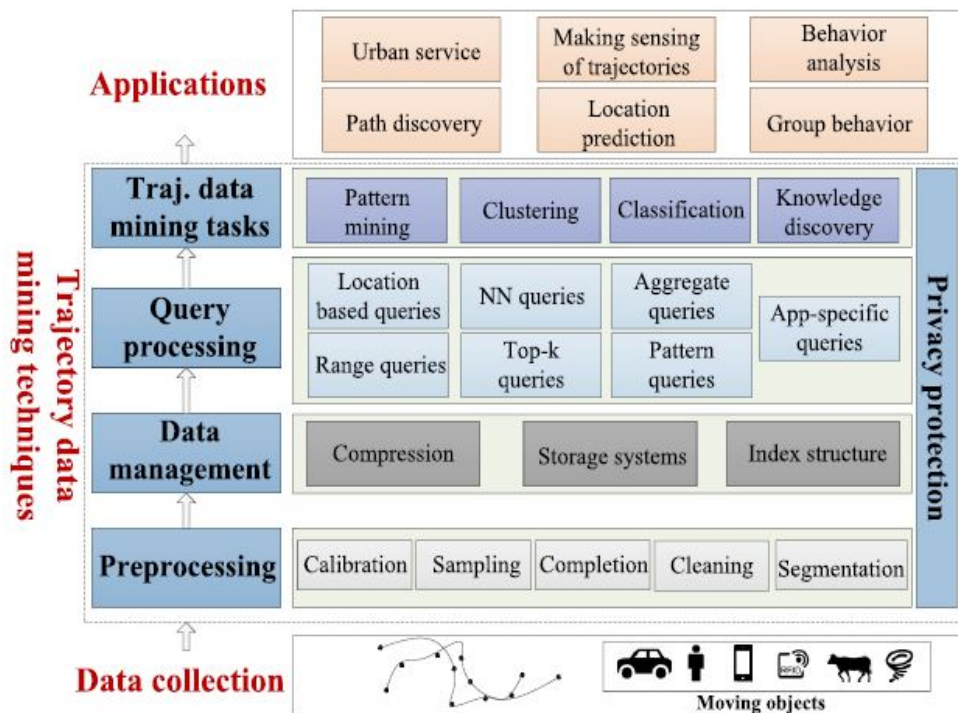 Applications
Urban service
Making sensing
of trajectories
Behavior
analysis
Path discovery
Location
prediction
Group behavior
Trajectory data
mining techniques
Traj. data
mining tasks
Pattern
mining
Clustering
Classification
Knowledge
discovery
Query
processing
Location
based queries
NN queries
Aggregate
queries
App-specific
queries
Range queries
Top-k
queries
Pattern
queries
Data
management
Compression
Storage systems
Index structure
Preprocessing
Calibration
Sampling
Completion
Cleaning
Segmentation
Privacy protection
Data collection
RFID
Moving objects